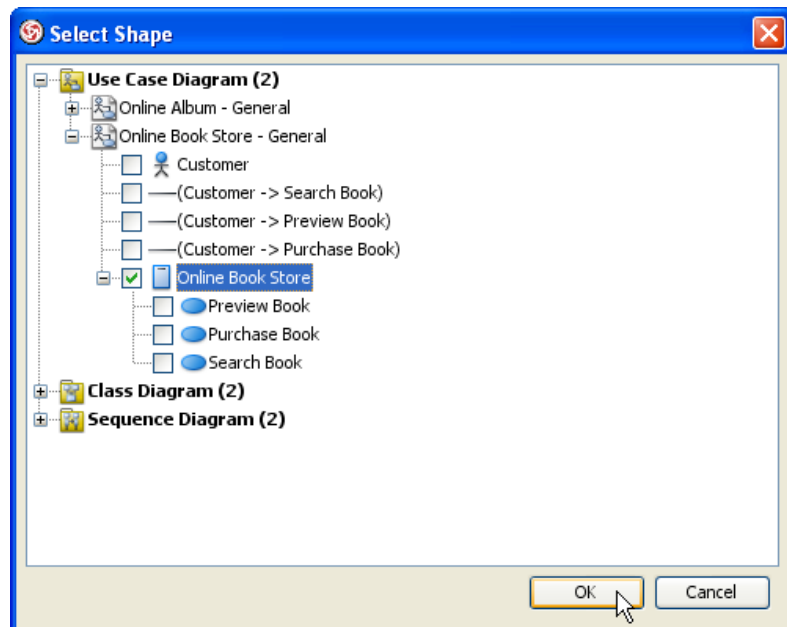 Select Shape
Use Case Diagram (2)
Online Album - General
Online Book Store - General
Customer
(Customer -> Search Book)
(Customer -> Preview Book)
(Customer -> Purchase Book)
Online Book Store
Preview Book
Purchase Book
Search Book
Class Diagram (2)
Sequence Diagram (2)
OK Cancel